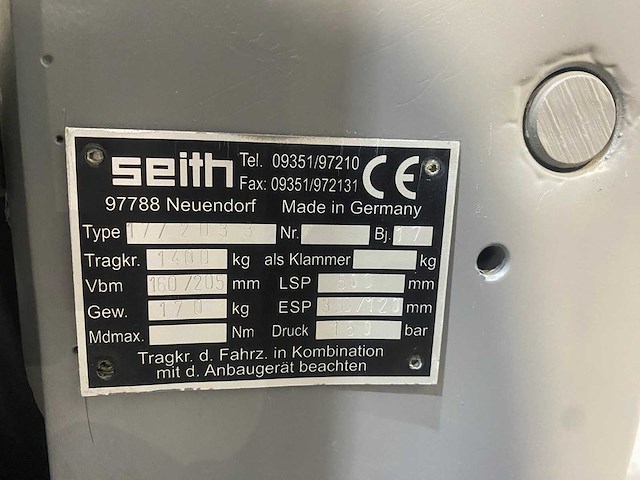 seith Tel. 09351/97210
Fax: 09351/972131 CE
97788 Neuendorf Made in Germany
Type Nr. Bj. 17
Tragkr. 1400 kg als Klammer kg
Vbm 160/205 mm LSP mm
Gew. 170 kg ESP mm
Mdmax. Nm Druck bar
Tragkr. d. Fahrz. in Kombination
mit d. Anbaugerät beachten